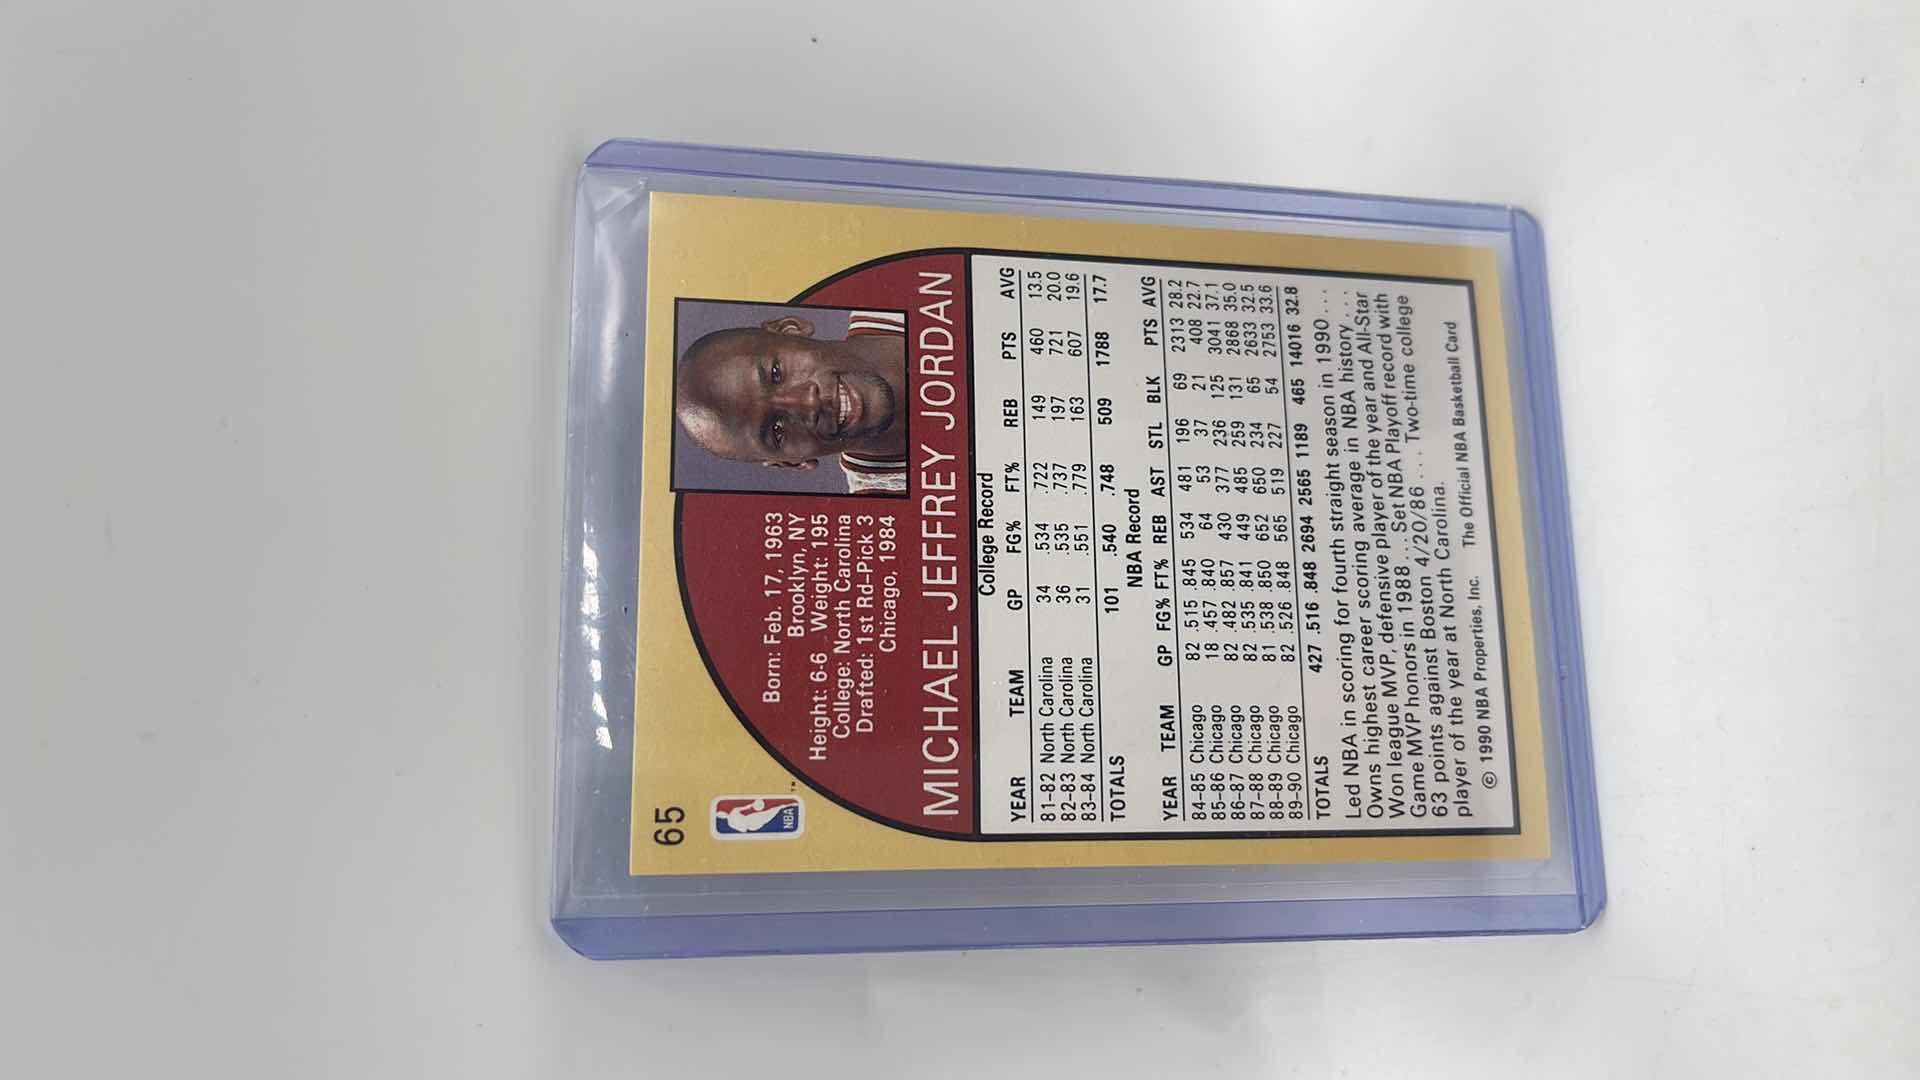 65
NBA
TM
Born: Feb. 17, 1963
Brooklyn, NY
Height: 6-6 Weight: 195
College: North Carolina
Drafted: 1st Rd-Pick 3
Chicago, 1984
MICHAEL JEFFREY JORDAN
College Record
YEAR TEAM GP FG% FT% REB PTS AVG
81-82 North Carolina 34 .534 .722 149 460 13.5
82-83 North Carolina 36 .535 .737 197 721 20.0
83-84 North Carolina 31 .551 .779 163 607 19.6
TOTALS 101 .540 .748 509 1788 17.7
NBA Record
YEAR TEAM GP FG% FT% REB AST STL BLK PTS AVG
84-85 Chicago 82 .515 .845 534 481 196 69 2313 28.2
85-86 Chicago 18 .457 .840 64 53 37 21 408 22.7
86-87 Chicago 82 .482 .857 430 377 236 125 3041 37.1
87-88 Chicago 82 .535 .841 449 485 259 131 2868 35.0
88-89 Chicago 81 .538 .850 652 650 234 65 2633 32.5
89-90 Chicago 82 .526 .848 565 519 227 54 2753 33.6
TOTALS 427 .516 .848 2694 2565 1189 465 14016 32.8
Led NBA in scoring for fourth straight season in 1990 . . .
Owns highest career scoring average in NBA history . . .
Won league MVP, defensive player of the year and All-Star
Game MVP honors in 1988 . . . Set NBA Playoff record with
63 points against Boston 4/20/86 . . . Two-time college
player of the year at North Carolina.
© 1990 NBA Properties, Inc. The Official NBA Basketball Card